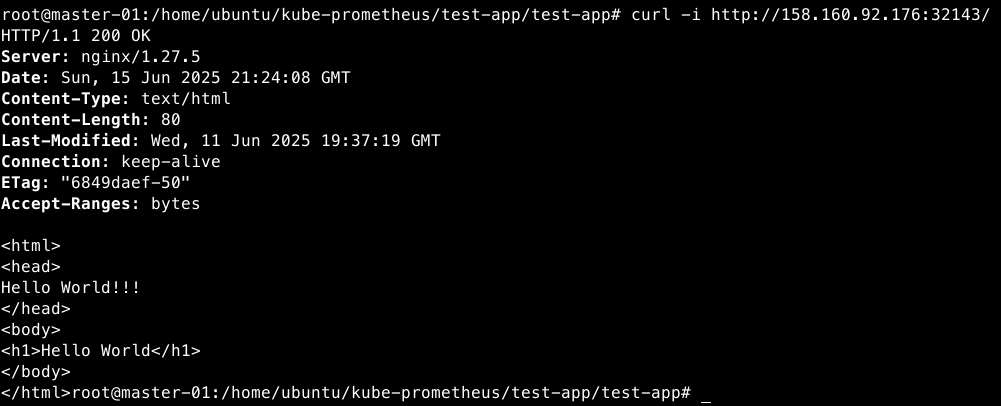 root@master-01:/home/ubuntu/kube-prometheus/test-app/test-app# curl -i http://158.160.92.176:32143/
HTTP/1.1 200 OK
Server: nginx/1.27.5
Date: Sun, 15 Jun 2025 21:24:08 GMT
Content-Type: text/html
Content-Length: 80
Last-Modified: Wed, 11 Jun 2025 19:37:19 GMT
Connection: keep-alive
ETag: "6849daef-50"
Accept-Ranges: bytes

<html>
<head>
Hello World!!!
</head>
<body>
<h1>Hello World</h1>
</body>
</html>root@master-01:/home/ubuntu/kube-prometheus/test-app/test-app# _